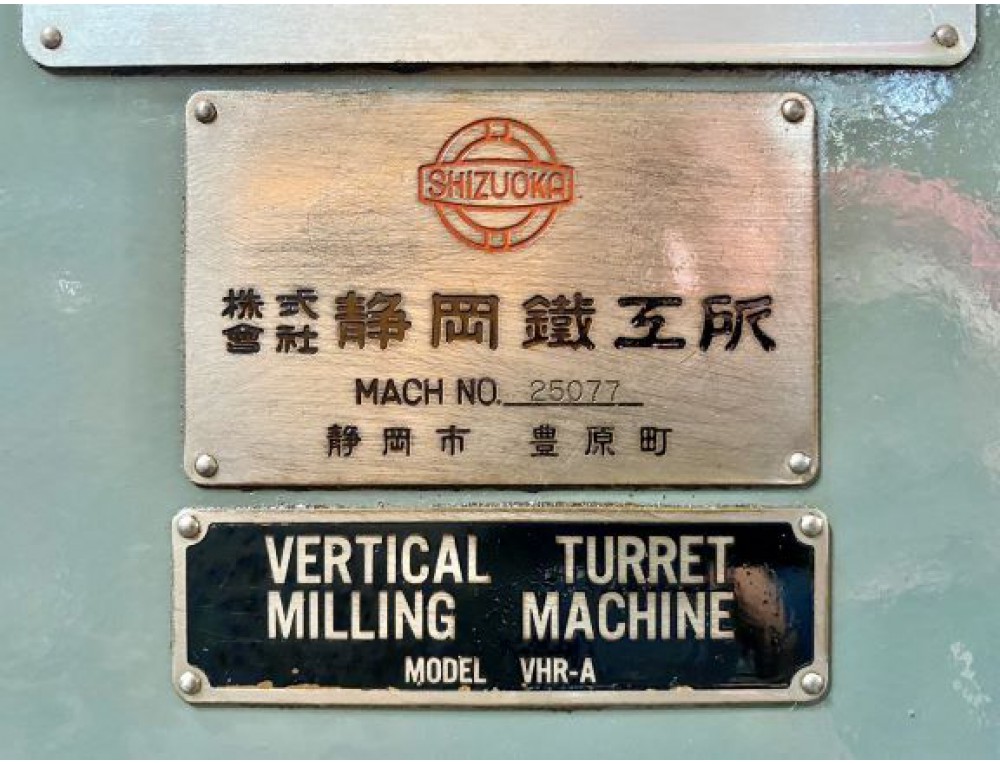 SHIZUOKA
株式會社 静岡鐵工所
MACH NO. 25077
静岡市 豊原町
VERTICAL TURRET
MILLING MACHINE
MODEL VHR-A